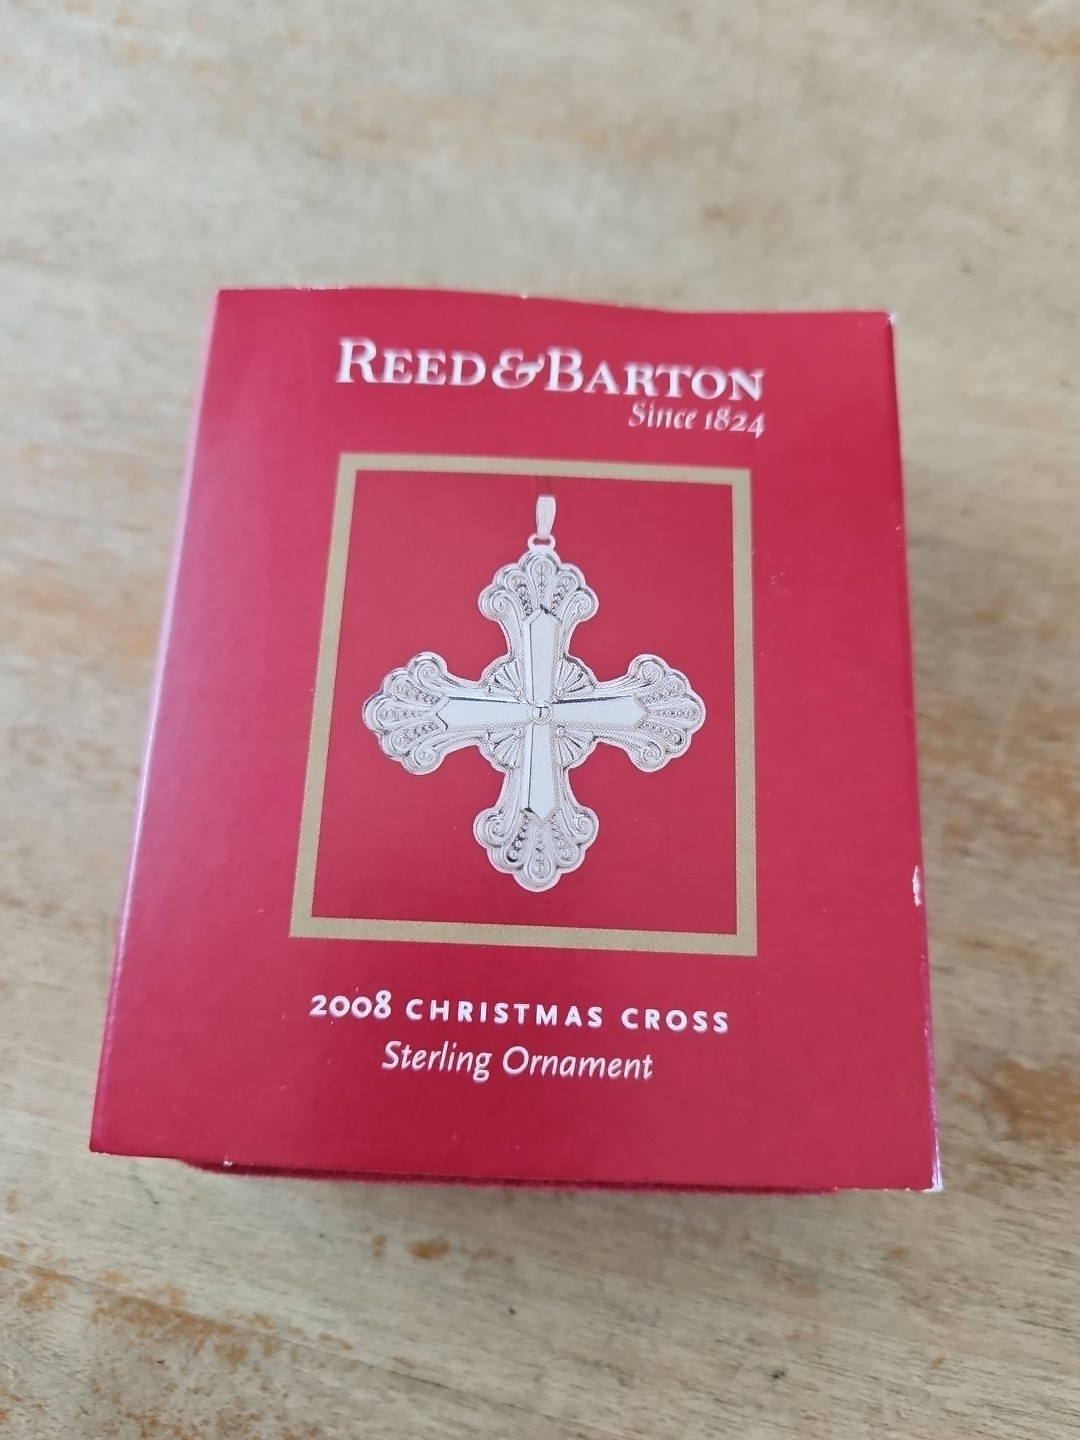 REED&BARTON
Since 1824
2008 CHRISTMAS CROSS
Sterling Ornament